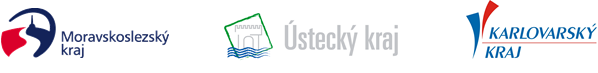 Moravskoslezský
kraj
Ústecký kraj
KARLOVARSKÝ
KRAJ